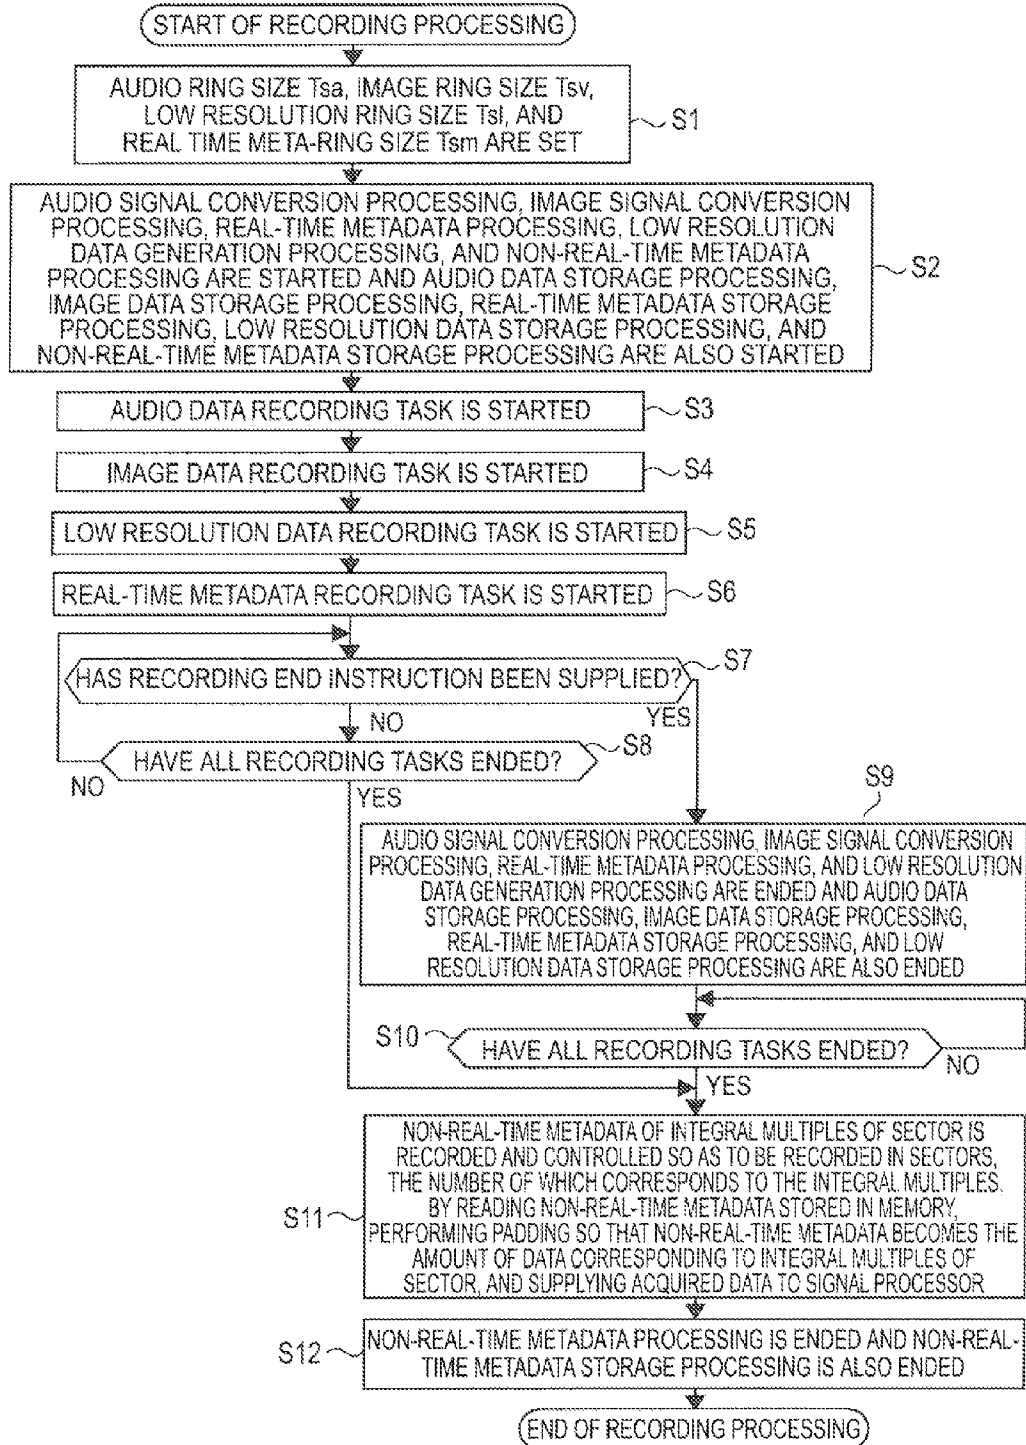 START OF RECORDING PROCESSING
AUDIO RING SIZE Tsa, IMAGE RING SIZE Tsv,
LOW RESOLUTION RING SIZE Tsl, AND
REAL TIME META-RING SIZE Tsm ARE SET
S1
AUDIO SIGNAL CONVERSION PROCESSING, IMAGE SIGNAL CONVERSION
PROCESSING, REAL-TIME METADATA PROCESSING, LOW RESOLUTION
DATA GENERATION PROCESSING, AND NON-REAL-TIME METADATA
PROCESSING ARE STARTED AND AUDIO DATA STORAGE PROCESSING,
IMAGE DATA STORAGE PROCESSING, REAL-TIME METADATA STORAGE
PROCESSING, LOW RESOLUTION DATA STORAGE PROCESSING, AND
NON-REAL-TIME METADATA STORAGE PROCESSING ARE ALSO STARTED
S2
AUDIO DATA RECORDING TASK IS STARTED
S3
IMAGE DATA RECORDING TASK IS STARTED
S4
LOW RESOLUTION DATA RECORDING TASK IS STARTED
S5
REAL-TIME METADATA RECORDING TASK IS STARTED
S6
HAS RECORDING END INSTRUCTION BEEN SUPPLIED?
S7
NO
YES
HAVE ALL RECORDING TASKS ENDED?
S8
NO
YES
S9
AUDIO SIGNAL CONVERSION PROCESSING, IMAGE SIGNAL CONVERSION
PROCESSING, REAL-TIME METADATA PROCESSING, AND LOW RESOLUTION
DATA GENERATION PROCESSING ARE ENDED AND AUDIO DATA
STORAGE PROCESSING, IMAGE DATA STORAGE PROCESSING,
REAL-TIME METADATA STORAGE PROCESSING, AND LOW
RESOLUTION DATA STORAGE PROCESSING ARE ALSO ENDED
S10
HAVE ALL RECORDING TASKS ENDED?
NO
YES
NON-REAL-TIME METADATA OF INTEGRAL MULTIPLES OF SECTOR IS
RECORDED AND CONTROLLED SO AS TO BE RECORDED IN SECTORS,
THE NUMBER OF WHICH CORRESPONDS TO THE INTEGRAL MULTIPLES,
BY READING NON-REAL-TIME METADATA STORED IN MEMORY,
PERFORMING PADDING SO THAT NON-REAL-TIME METADATA BECOMES THE
AMOUNT OF DATA CORRESPONDING TO INTEGRAL MULTIPLES OF
SECTOR, AND SUPPLYING ACQUIRED DATA TO SIGNAL PROCESSOR
S11
NON-REAL-TIME METADATA PROCESSING IS ENDED AND NON-REAL-
TIME METADATA STORAGE PROCESSING IS ALSO ENDED
S12
END OF RECORDING PROCESSING